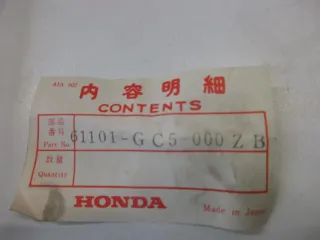 内容明細
CONTENTS
部品
番号
Part No 61101-GC5-000ZB
数量
Quantity
HONDA
Made in Japan